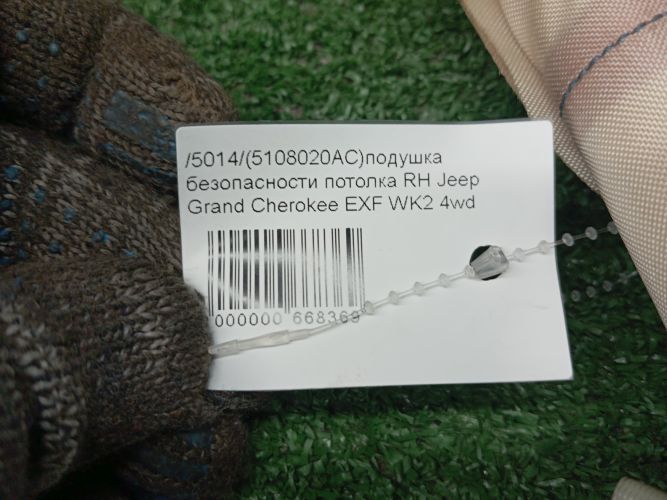 /5014/(5108020AC)подушка
безопасности потолка RH Jeep
Grand Cherokee EXF WK2 4wd
000000 668369